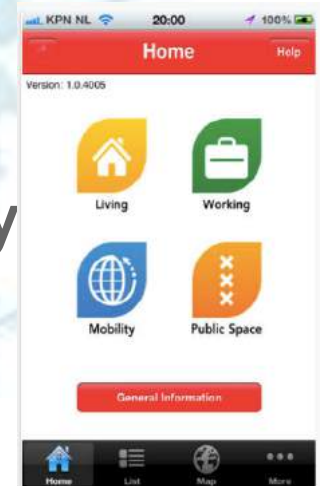 KPN NL 20:00 100%
Home Help
Version: 1.0.4005
Living Working
y
Mobility Public Space
General Information
Home List Map More